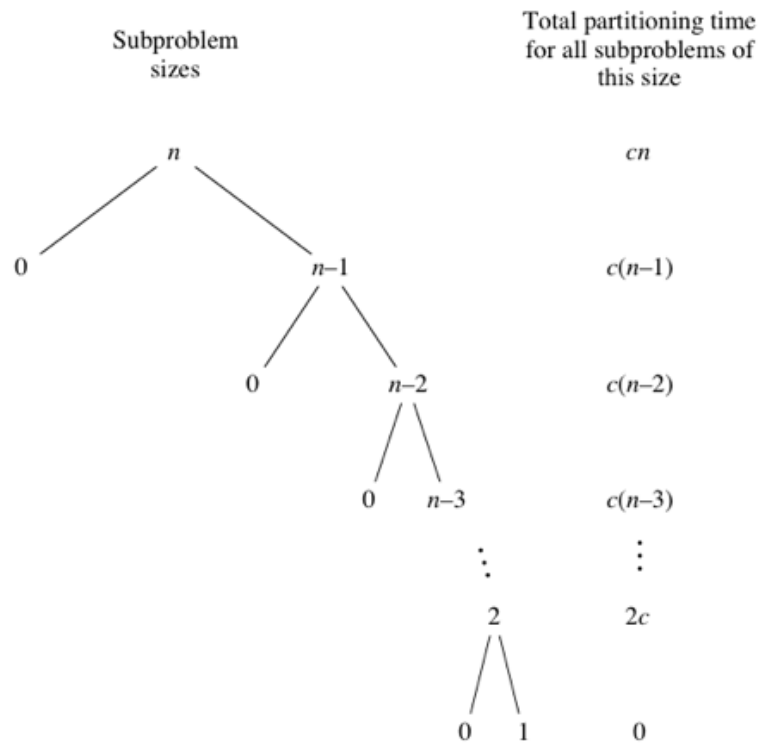 Subproblem
sizes
Total partitioning time
for all subproblems of
this size
n
cn
0
n–1
c(n–1)
0
n–2
c(n–2)
0
n–3
c(n–3)
⋱
⋮
2
2c
0
1
0